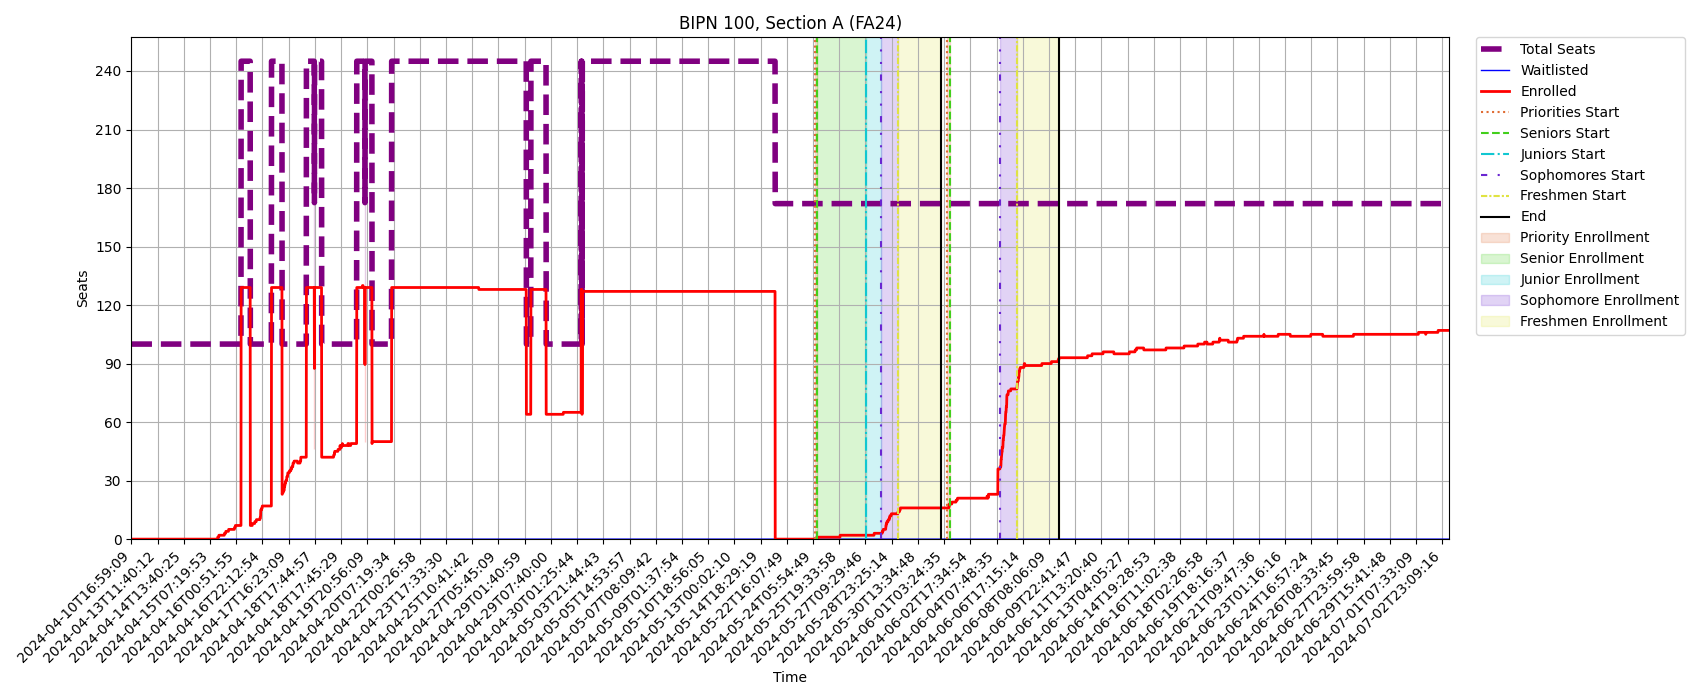 BIPN 100, Section A (FA24)
Seats
240
210
180
150
120
90
60
30
0
2024-04-10T16:59:09
2024-04-13T11:40:12
2024-04-14T13:40:25
2024-04-15T07:19:53
2024-04-16T00:51:55
2024-04-16T22:12:54
2024-04-17T16:23:09
2024-04-18T17:44:57
2024-04-18T17:45:29
2024-04-19T20:56:09
2024-04-20T07:19:34
2024-04-22T00:26:58
2024-04-23T17:33:30
2024-04-25T10:41:42
2024-04-27T05:45:09
2024-04-29T01:40:59
2024-04-29T07:40:00
2024-04-30T01:25:44
2024-05-03T21:44:43
2024-05-05T14:53:57
2024-05-07T08:09:42
2024-05-09T01:37:54
2024-05-10T18:56:05
2024-05-13T00:02:10
2024-05-14T18:29:19
2024-05-22T16:07:49
2024-05-24T05:54:49
2024-05-25T19:33:58
2024-05-27T09:29:46
2024-05-28T23:25:14
2024-05-30T13:34:48
2024-06-01T03:24:35
2024-06-02T17:34:54
2024-06-04T07:48:35
2024-06-06T17:15:14
2024-06-08T08:06:09
2024-06-09T22:41:47
2024-06-11T13:20:40
2024-06-13T04:05:27
2024-06-14T19:28:53
2024-06-16T11:02:38
2024-06-18T02:26:58
2024-06-19T18:16:37
2024-06-21T09:47:36
2024-06-23T01:16:16
2024-06-24T16:57:24
2024-06-26T08:33:45
2024-06-27T23:59:58
2024-06-29T15:41:48
2024-07-01T07:33:09
2024-07-02T23:09:16
Time
Total Seats
Waitlisted
Enrolled
Priorities Start
Seniors Start
Juniors Start
Sophomores Start
Freshmen Start
End
Priority Enrollment
Senior Enrollment
Junior Enrollment
Sophomore Enrollment
Freshmen Enrollment